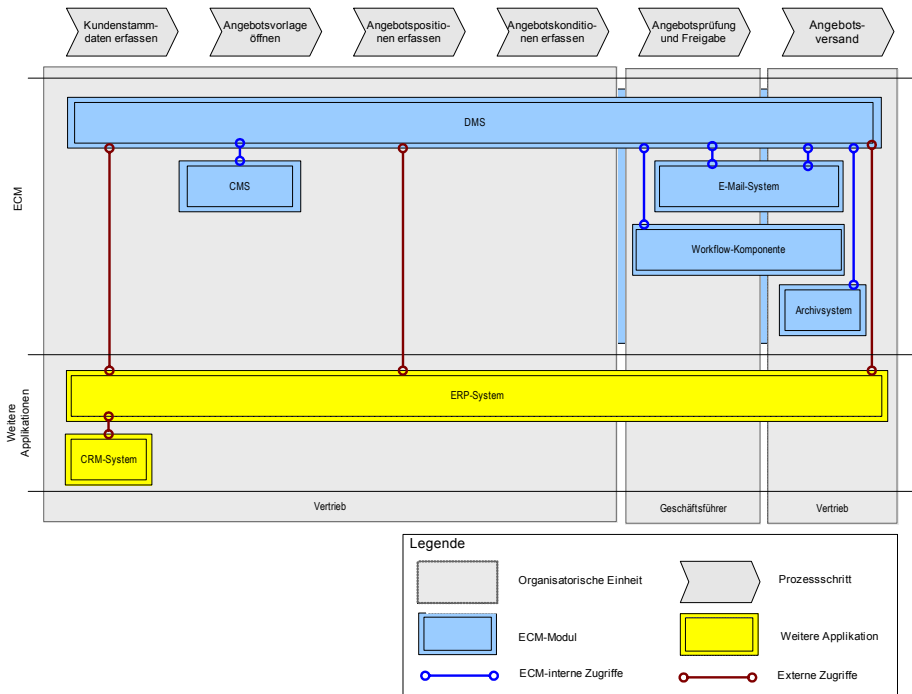 Kundenstamm-
daten erfassen
Angebotsvorlage
öffnen
Angebotspositio-
nen erfassen
Angebotskonditio-
nen erfassen
Angebotsprüfung
und Freigabe
Angebots-
versand
ECM
DMS
CMS
E-Mail-System
Workflow-Komponente
Archivsystem
Weitere
Applikationen
ERP-System
CRM-System
Vertrieb
Geschäftsführer
Vertrieb
Legende
Organisatorische Einheit
Prozessschritt
ECM-Modul
Weitere Applikation
ECM-interne Zugriffe
Externe Zugriffe